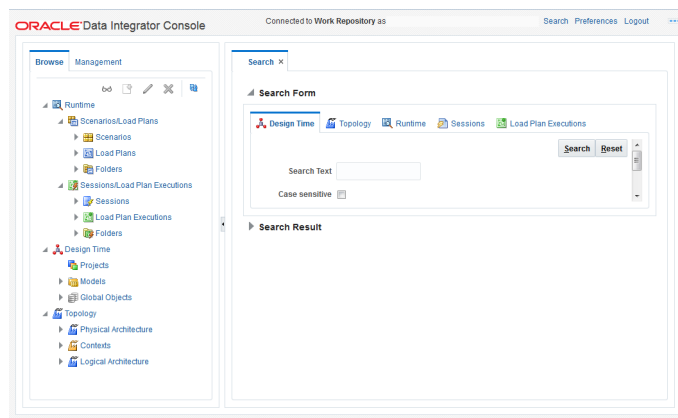 ORACLE Data Integrator Console
Connected to Work Repository as
Search Preferences Logout
Browse Management
Runtime
Scenarios/Load Plans
Scenarios
Load Plans
Folders
Sessions/Load Plan Executions
Sessions
Load Plan Executions
Folders
Design Time
Projects
Models
Global Objects
Topology
Physical Architecture
Contexts
Logical Architecture
Search ×
Search Form
Design Time Topology Runtime Sessions Load Plan Executions
Search Reset
Search Text
Case sensitive
Search Result